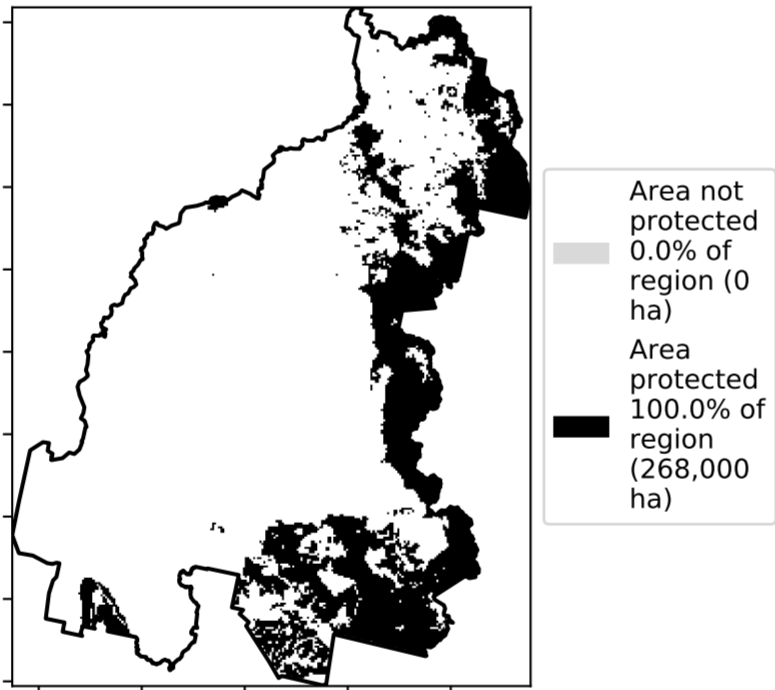 Area not
protected
0.0% of
region (0
ha)
Area
protected
100.0% of
region
(268,000
ha)